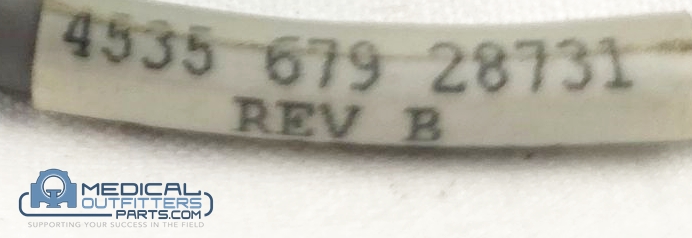 4535 679 28731
REV B
MEDICAL
OUTFITTERS
PARTS.COM
SUPPORTING YOUR SUCCESS IN THE FIELD